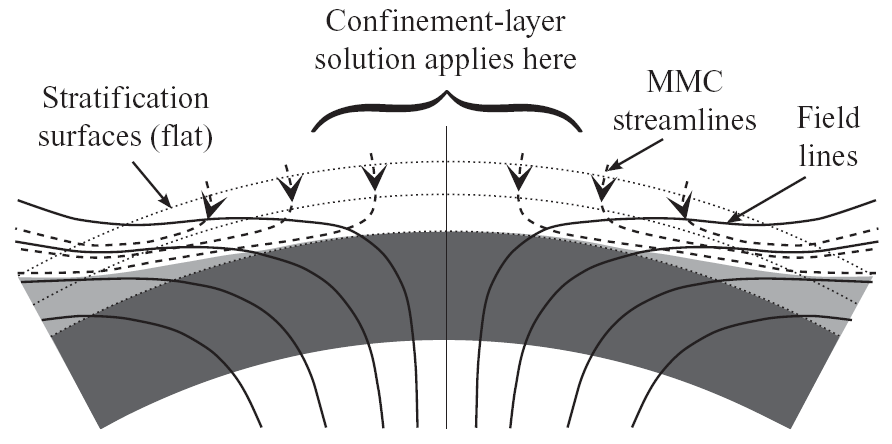 Confinement-layer
solution applies here
Stratification
surfaces (flat)
MMC
streamlines
Field
lines